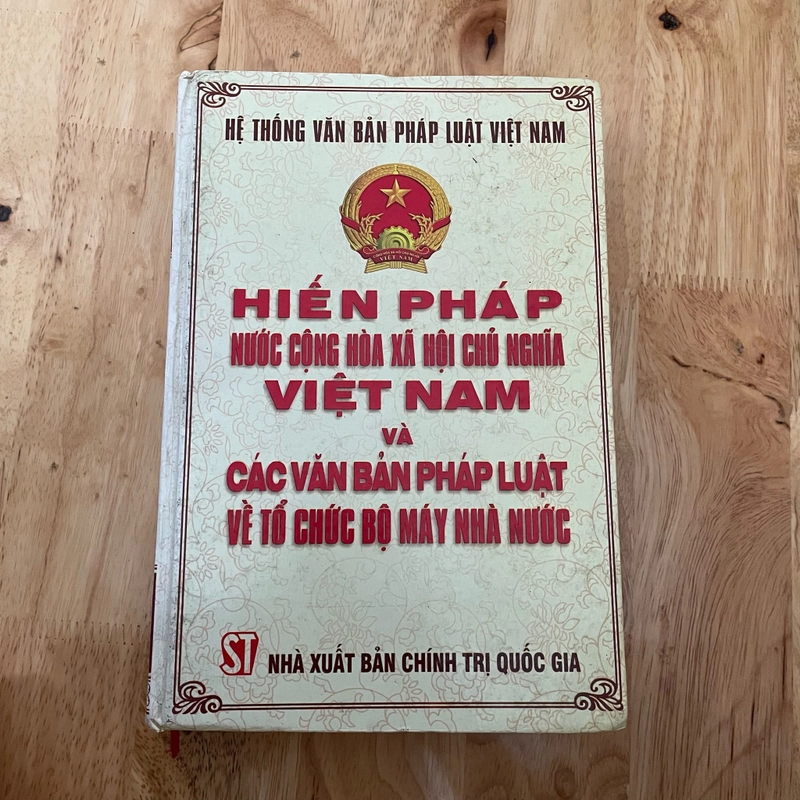 HỆ THỐNG VĂN BẢN PHÁP LUẬT VIỆT NAM
VIỆT NAM
HIẾN PHÁP
NƯỚC CỘNG HÒA XÃ HỘI CHỦ NGHĨA
VIỆT NAM
VÀ
CÁC VĂN BẢN PHÁP LUẬT
VỀ TỔ CHỨC BỘ MÁY NHÀ NƯỚC
ST NHÀ XUẤT BẢN CHÍNH TRỊ QUỐC GIA